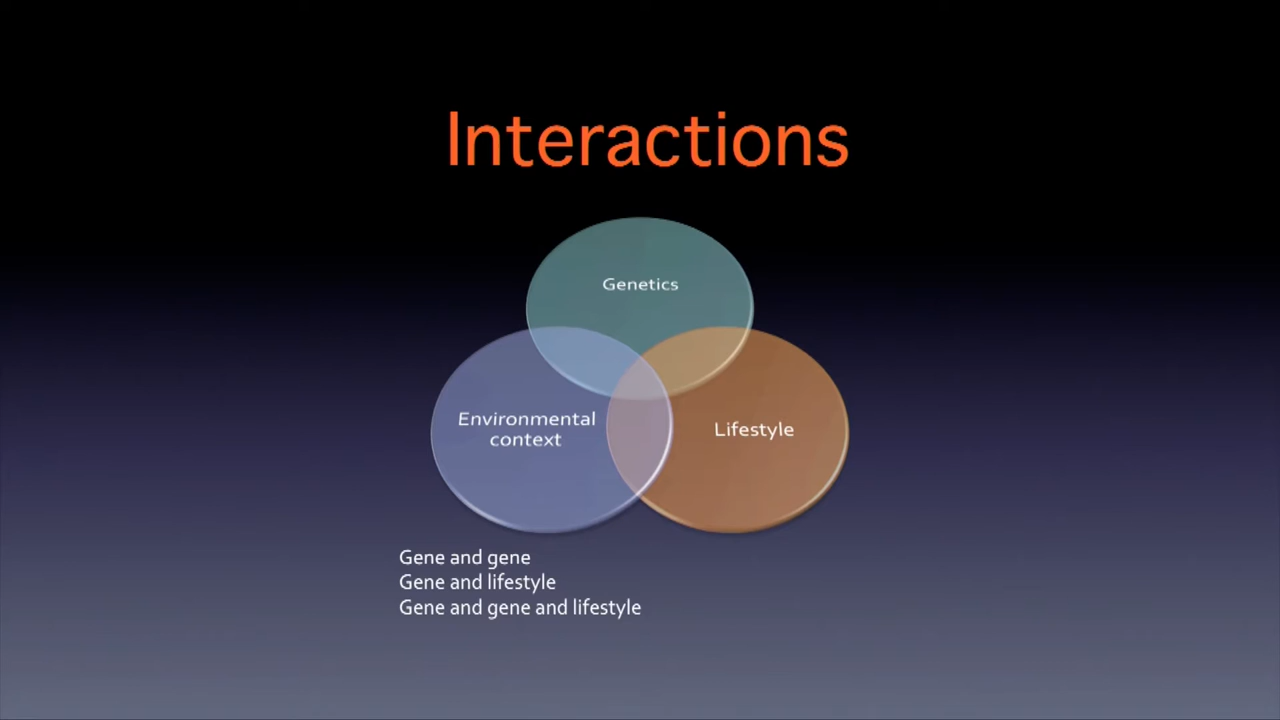 Interactions
Genetics
Environmental
context
Lifestyle
Gene and gene
Gene and lifestyle
Gene and gene and lifestyle